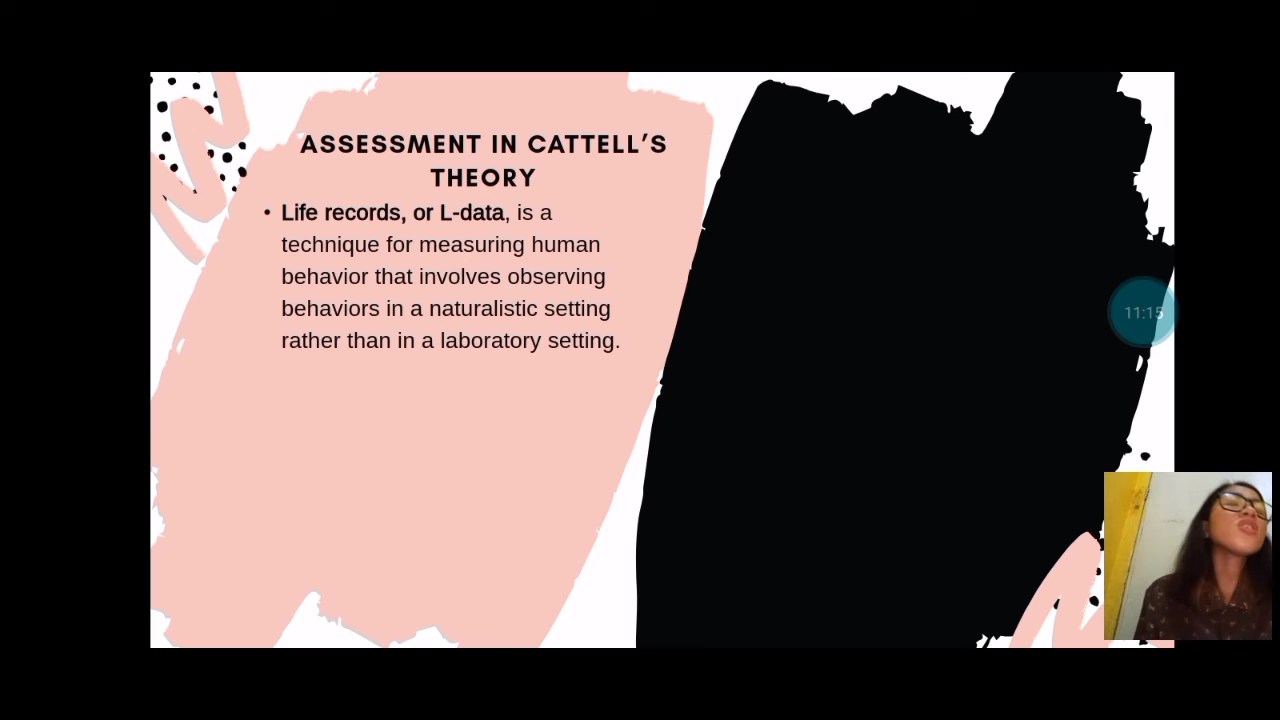 ASSESSMENT IN CATTELL’S
THEORY
• Life records, or L-data, is a
technique for measuring human
behavior that involves observing
behaviors in a naturalistic setting
rather than in a laboratory setting.
11:15